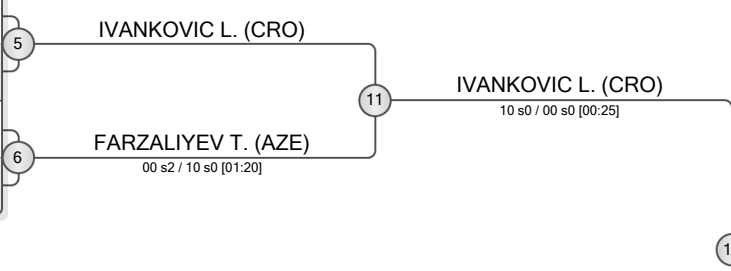 IVANKOVIC L. (CRO)
5
IVANKOVIC L. (CRO)
11
10 s0 / 00 s0 [00:25]
FARZALIYEV T. (AZE)
6
00 s2 / 10 s0 [01:20]